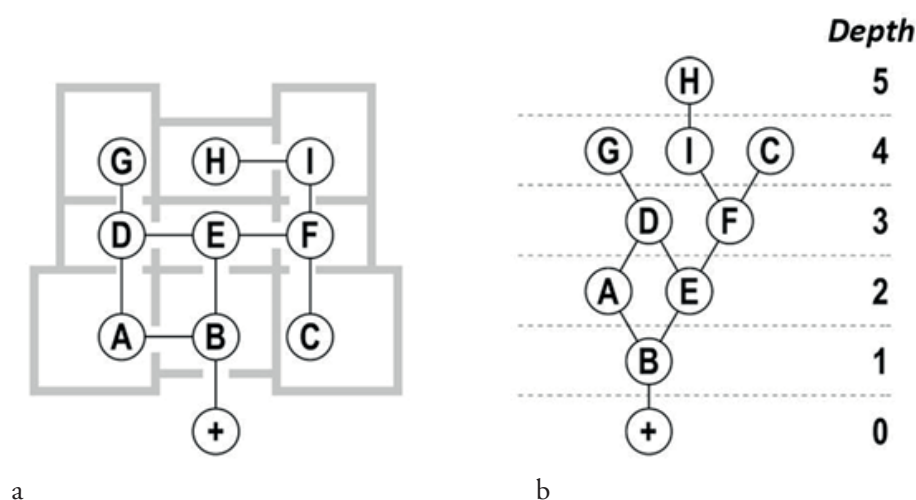 Depth
H 5
G H I G I C 4
D E F D F 3
A E 2
A B C B 1
+ + 0
a b